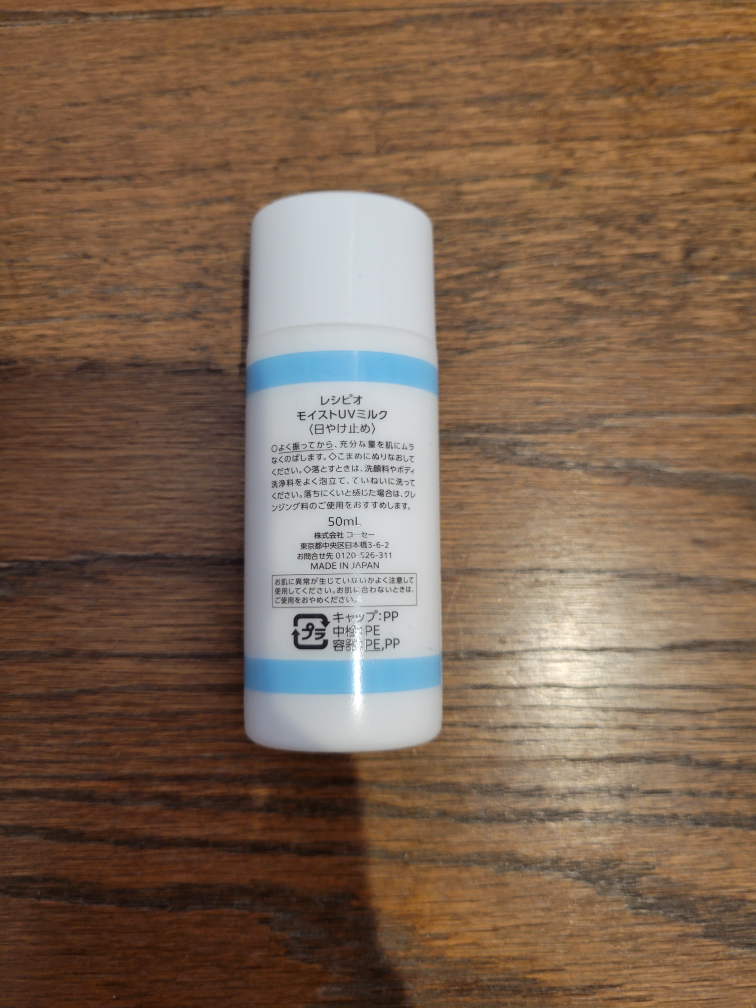 レシピオ
モイストUVミルク
〈日やけ止め〉
◇よく振ってから、充分な量を肌にムラ
なくのばします。◇こまめにぬりなおして
ください。◇落とすときは、洗顔料やボディ
洗浄料をよく泡立て、ていねいに洗って
ください。落ちにくいと感じた場合は、クレ
ンジング料のご使用をおすすめします。
50mL
株式会社 コーセー
東京都中央区日本橋3-6-2
お問合せ先 0120-526-311
MADE IN JAPAN
お肌に異常が生じていないかよく注意して
使用してください。お肌に合わないときは、
ご使用をおやめください。
プラ
キャップ:PP
中栓:PE
容器:PE,PP